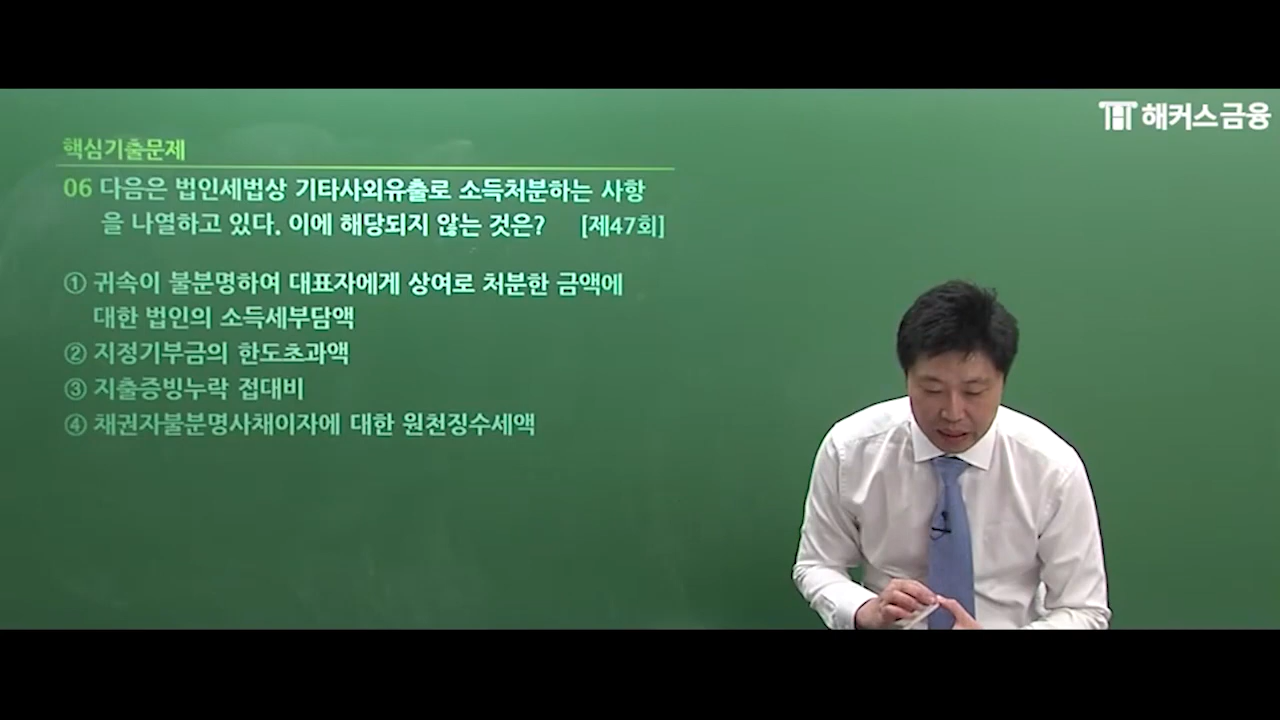 해커스금융
핵심기출문제
06 다음은 법인세법상 기타사외유출로 소득처분하는 사항
을 나열하고 있다. 이에 해당되지 않는 것은? [제47회]
① 귀속이 불분명하여 대표자에게 상여로 처분한 금액에
대한 법인의 소득세부담액
② 지정기부금의 한도초과액
③ 지출증빙누락 접대비
④ 채권자불분명사채이자에 대한 원천징수세액